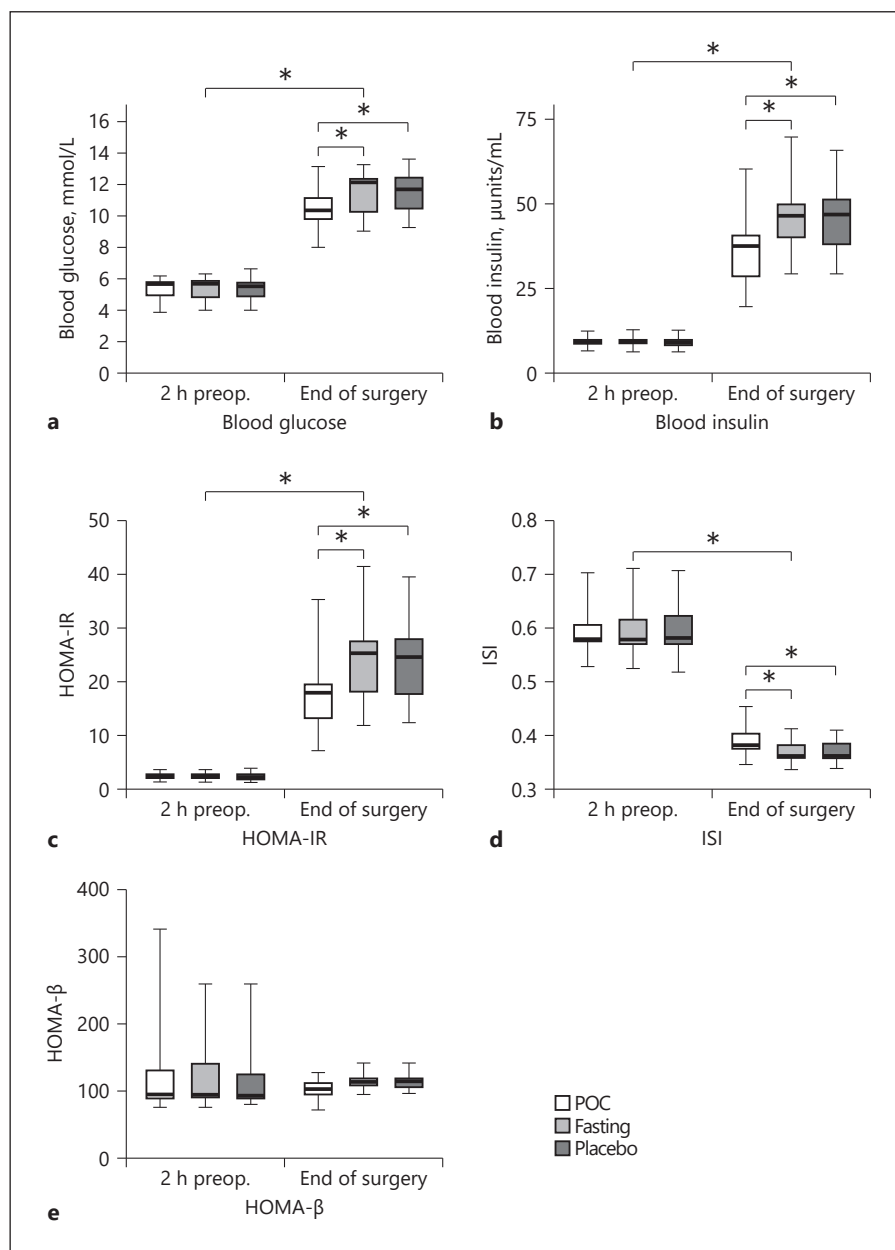 *
*
*
16
14
12
10
8
6
4
2
0
Blood glucose, mmol/L
2 h preop.
End of surgery
a
Blood glucose
*
*
*
75
50
25
0
Blood insulin, µunits/mL
2 h preop.
End of surgery
b
Blood insulin
*
*
*
50
40
30
20
10
0
HOMA-IR
2 h preop.
End of surgery
c
HOMA-IR
*
*
*
0.8
0.7
0.6
0.5
0.4
0.3
ISI
2 h preop.
End of surgery
d
ISI
400
300
200
100
0
HOMA-β
2 h preop.
End of surgery
e
HOMA-β
POC
Fasting
Placebo